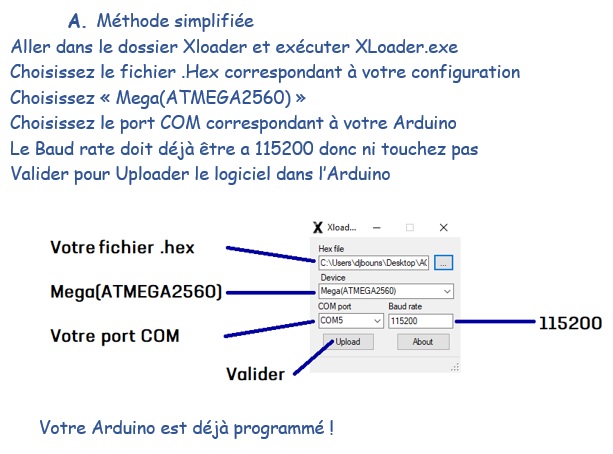 A. Méthode simplifiée
Aller dans le dossier Xloader et exécuter XLoader.exe
Choisissez le fichier .Hex correspondant à votre configuration
Choisissez « Mega(ATMEGA2560) »
Choisissez le port COM correspondant à votre Arduino
Le Baud rate doit déjà être a 115200 donc ni touchez pas
Valider pour Uploader le logiciel dans l’Arduino
X Xload...
Votre fichier .hex
Hex file
C:\Users\djbouns\Desktop\AC ...
Device
Mega(ATMEGA2560)
Mega(ATMEGA2560)
COM port Baud rate
Votre port COM
COM5 115200
115200
Upload About
Valider
Votre Arduino est déjà programmé !